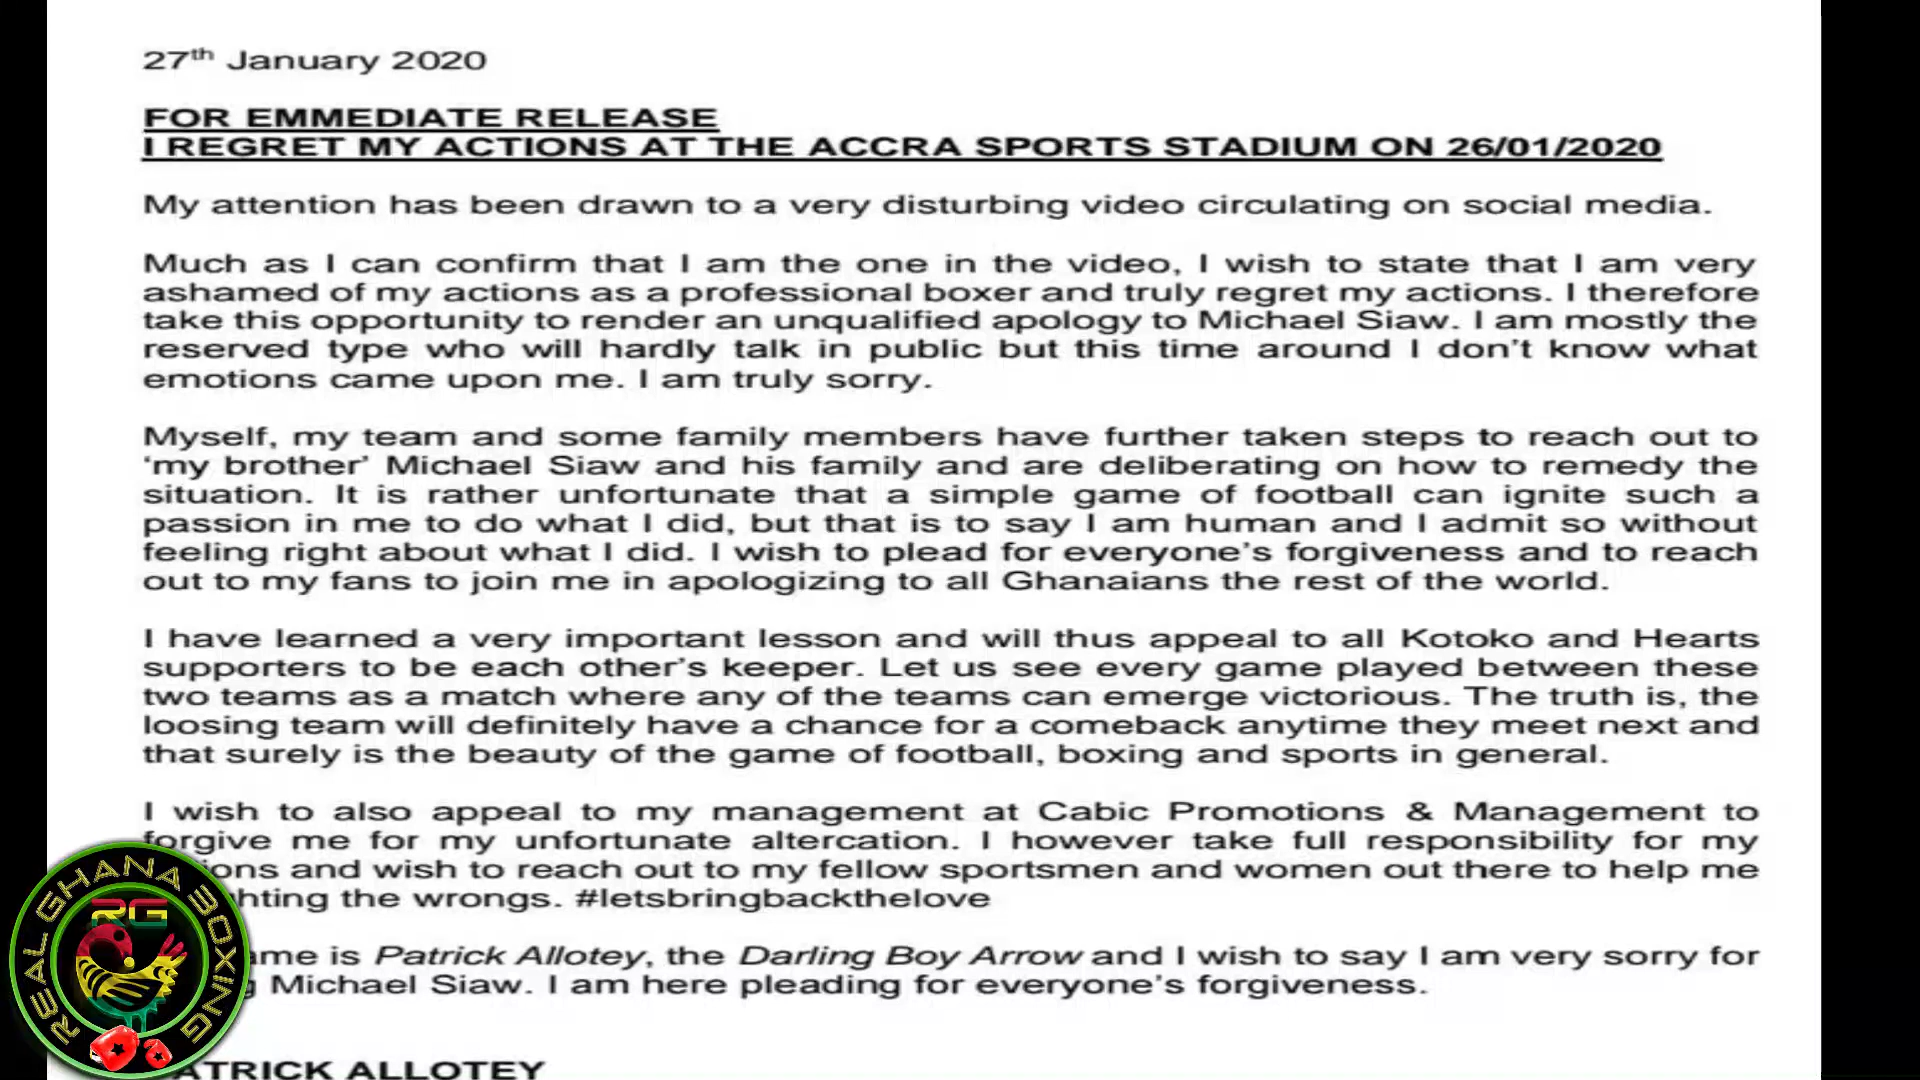 27th January 2020
FOR EMMEDIATE RELEASE
I REGRET MY ACTIONS AT THE ACCRA SPORTS STADIUM ON 26/01/2020
My attention has been drawn to a very disturbing video circulating on social media.
Much as I can confirm that I am the one in the video, I wish to state that I am very
ashamed of my actions as a professional boxer and truly regret my actions. I therefore
take this opportunity to render an unqualified apology to Michael Siaw. I am mostly the
reserved type who will hardly talk in public but this time around I don’t know what
emotions came upon me. I am truly sorry.
Myself, my team and some family members have further taken steps to reach out to
‘my brother’ Michael Siaw and his family and are deliberating on how to remedy the
situation. It is rather unfortunate that a simple game of football can ignite such a
passion in me to do what I did, but that is to say I am human and I admit so without
feeling right about what I did. I wish to plead for everyone’s forgiveness and to reach
out to my fans to join me in apologizing to all Ghanaians the rest of the world.
I have learned a very important lesson and will thus appeal to all Kotoko and Hearts
supporters to be each other’s keeper. Let us see every game played between these
two teams as a match where any of the teams can emerge victorious. The truth is, the
loosing team will definitely have a chance for a comeback anytime they meet next and
that surely is the beauty of the game of football, boxing and sports in general.
I wish to also appeal to my management at Cabic Promotions & Management to
forgive me for my unfortunate altercation. I however take full responsibility for my
ons and wish to reach out to my fellow sportsmen and women out there to help me
hting the wrongs. #letsbringbackthelove
ame is Patrick Allotey, the Darling Boy Arrow and I wish to say I am very sorry for
Michael Siaw. I am here pleading for everyone’s forgiveness.
ATRICK ALLOTEY
REAL GHANA BOXING
RG